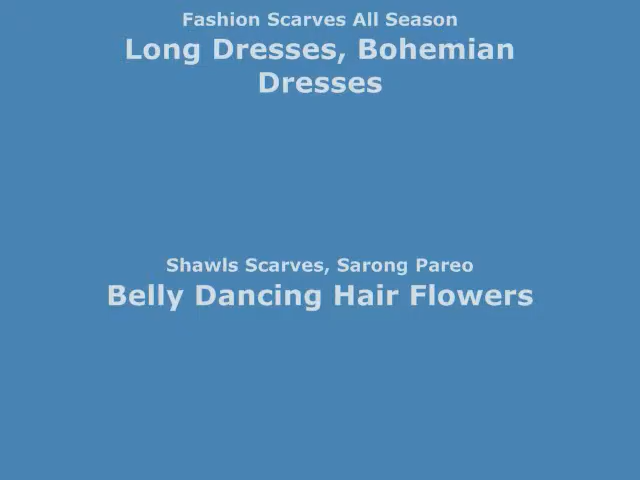 Fashion Scarves All Season
Long Dresses, Bohemian
Dresses
Shawls Scarves, Sarong Pareo
Belly Dancing Hair Flowers